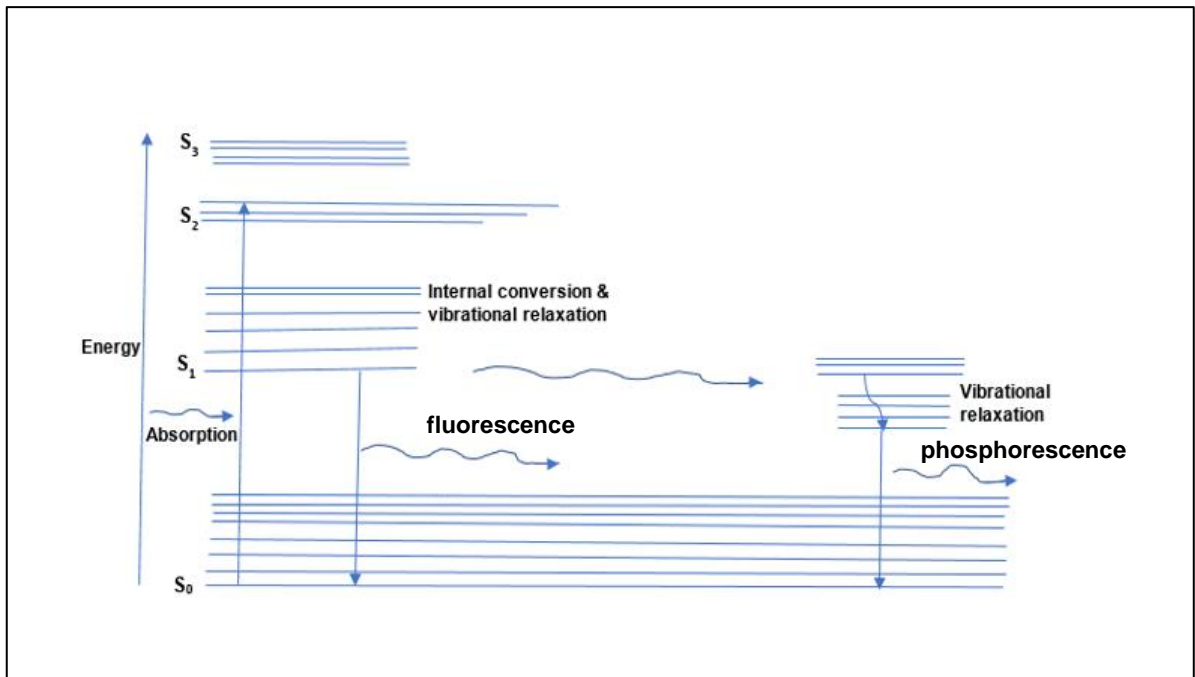 S₃
S₂
Internal conversion &
vibrational relaxation
Energy
S₁
Vibrational
relaxation
Absorption
fluorescence
phosphorescence
S₀